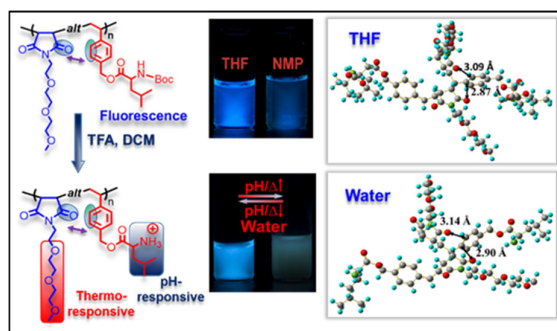 alt
n
O
N
O
O
O
O
O
O
O
H
N
Boc
Fluorescence
TFA, DCM
alt
n
O
N
O
O
O
O
O
O
O
NH3
+
Thermo-
responsive
pH-
responsive
THF
NMP
pH/Δ↑
pH/Δ↓
Water
THF
3.09 Å
2.87 Å
Water
3.14 Å
2.90 Å